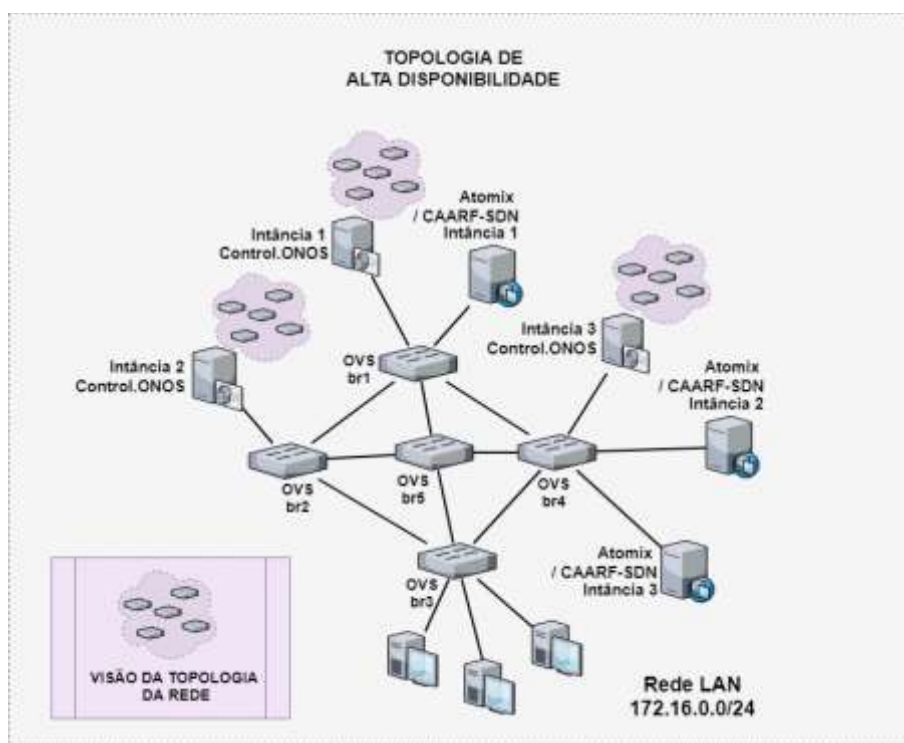 TOPOLOGIA DE
ALTA DISPONIBILIDADE
Atomix
/ CAARF-SDN
Intância 1
Intância 1
Control.ONOS
Intância 3
Control.ONOS
Intância 2
Control.ONOS
Atomix
/ CAARF-SDN
Intância 2
OVS
br1
OVS
br2
OVS
br5
OVS
br4
Atomix
/ CAARF-SDN
Intância 3
OVS
br3
VISÃO DA TOPOLOGIA
DA REDE
Rede LAN
172.16.0.0/24